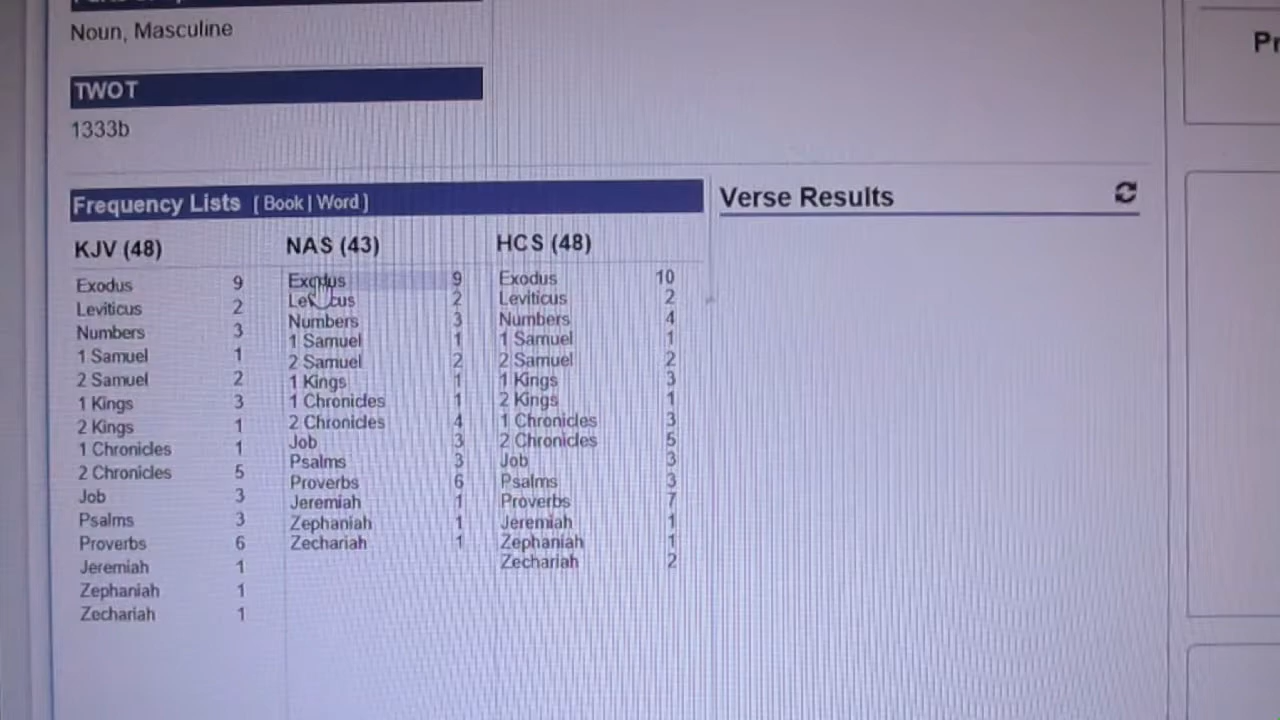 Noun, Masculine
TWOT
1333b
Frequency Lists [ Book | Word ]
Verse Results
KJV (48)
Exodus 9
Leviticus 2
Numbers 3
1 Samuel 1
2 Samuel 2
1 Kings 3
2 Kings 1
1 Chronicles 1
2 Chronicles 5
Job 3
Psalms 3
Proverbs 6
Jeremiah 1
Zephaniah 1
Zechariah 1
NAS (43)
Exodus 9
Leviticus 2
Numbers 3
1 Samuel 1
2 Samuel 2
1 Kings 1
1 Chronicles 1
2 Chronicles 4
Job 3
Psalms 3
Proverbs 6
Jeremiah 1
Zephaniah 1
Zechariah 1
HCS (48)
Exodus 10
Leviticus 2
Numbers 4
1 Samuel 1
2 Samuel 2
1 Kings 3
2 Kings 1
1 Chronicles 3
2 Chronicles 5
Job 3
Psalms 3
Proverbs 7
Jeremiah 1
Zephaniah 1
Zechariah 2